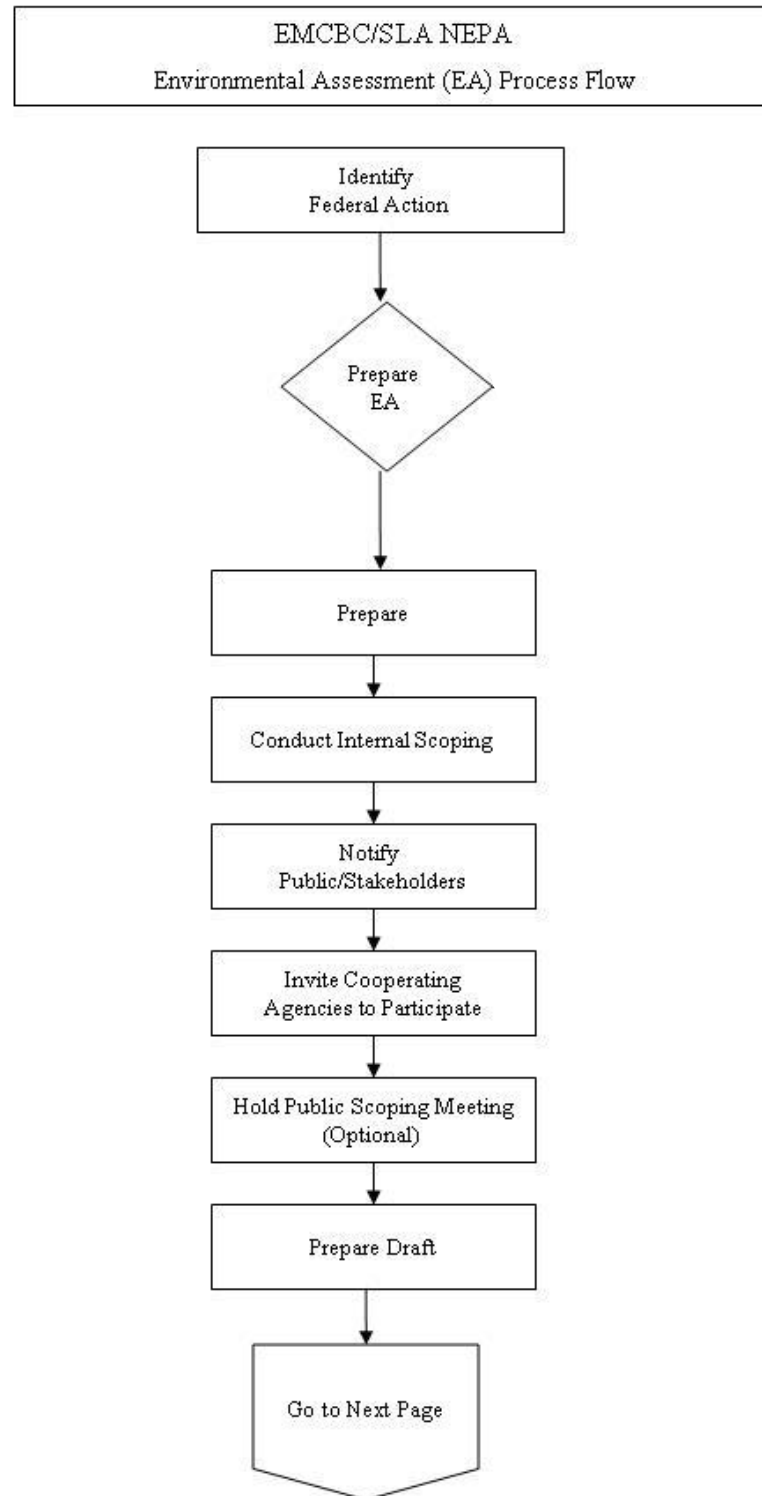 EMCBC/SLA NEPA
Environmental Assessment (EA) Process Flow
Identify
Federal Action
Prepare
EA
Prepare
Conduct Internal Scoping
Notify
Public/Stakeholders
Invite Cooperating
Agencies to Participate
Hold Public Scoping Meeting
(Optional)
Prepare Draft
Go to Next Page